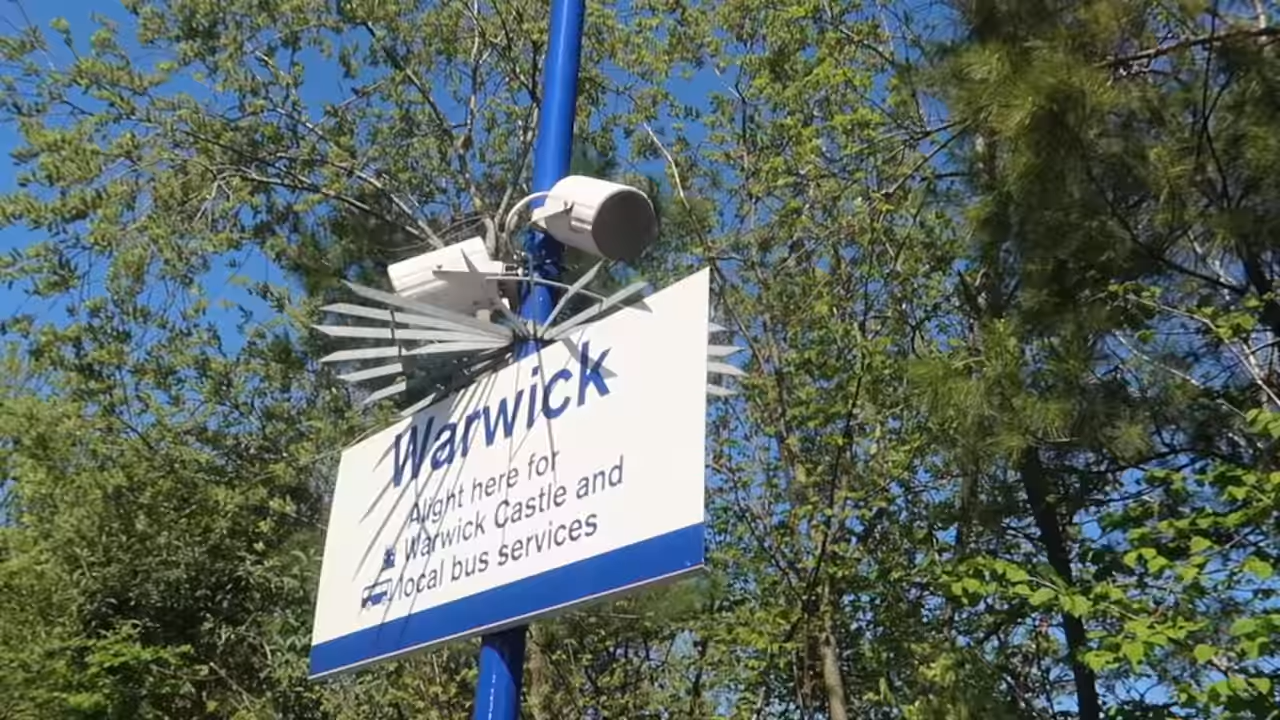 Warwick
Alight here for
Warwick Castle and
local bus services